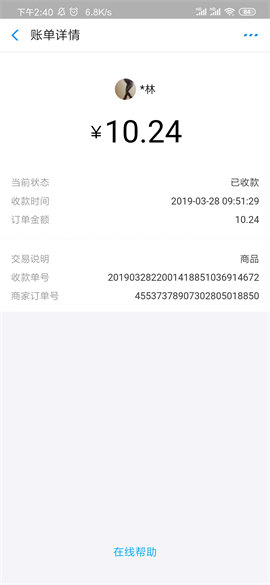 下午2:40 6.8K/s 64
账单详情
*林
¥10.24
当前状态 已收款
收款时间 2019-03-28 09:51:29
订单金额 10.24
交易说明 商品
收款单号 2019032822001418851036914672
商家订单号 45537378907302805018850
在线帮助